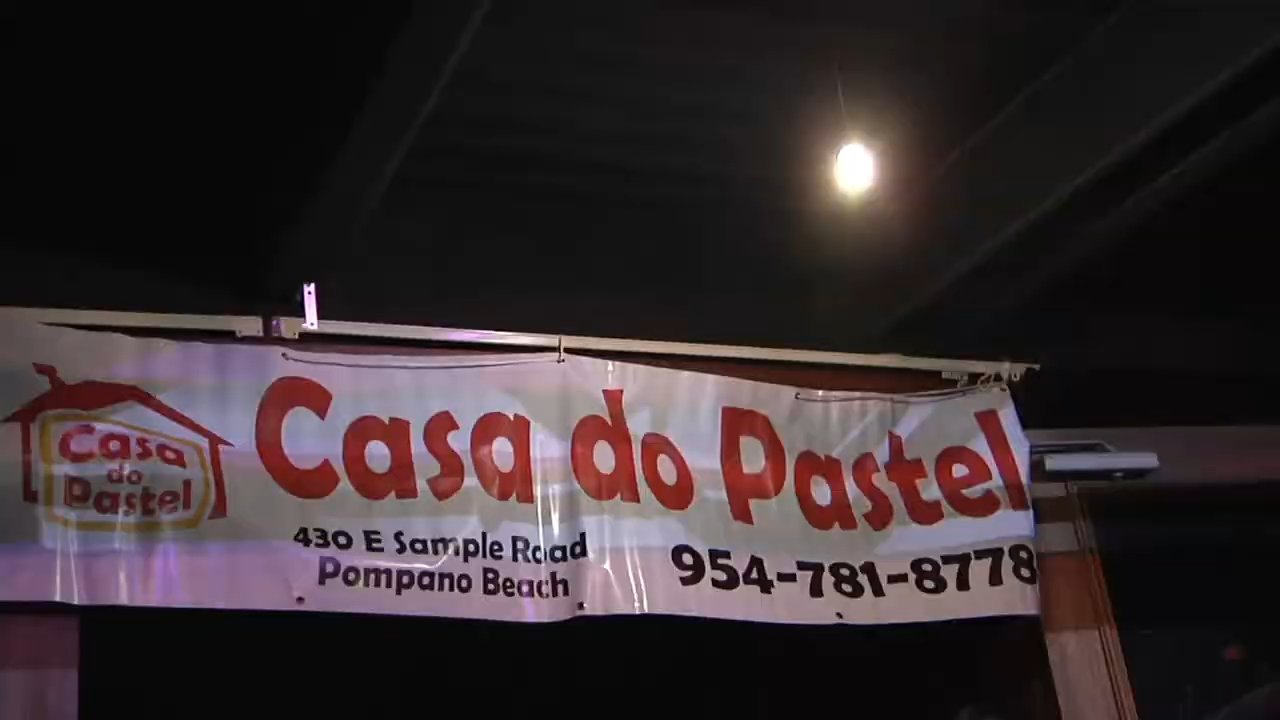 Casa
do
Pastel
Casa do Pastel
430 E Sample Road
Pompano Beach
954-781-8778